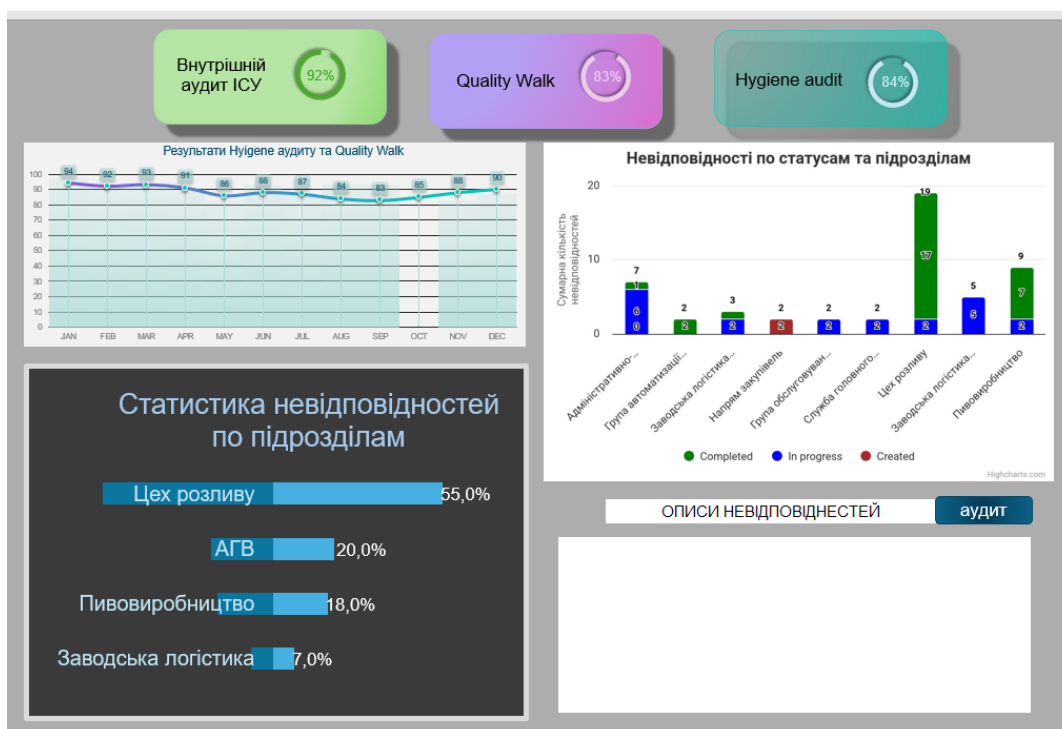 Внутрішній
аудит ІСУ
92%
Quality Walk
83%
Hygiene audit
84%
Результати Hyigene аудиту та Quality Walk
100
90
80
70
60
50
40
30
20
10
0
94
92
93
91
86
88
87
84
83
85
88
90
JAN FEB MAR APR MAY JUN JUL AUG SEP OCT NOV DEC
Невідповідності по статусам та підрозділам
Сумарна кількість
невідповідностей
20
10
0
7
1
6
0
2
2
3
2
2
2
2
2
2
2
19
17
2
5
5
9
7
2
Адміністративно-...
Група автоматизації...
Заводська логістика...
Напрям закупівель
Група обслуговуван...
Служба головного...
Цех розливу
Заводська логістика...
Пивовиробництво
Completed In progress Created
Highcharts.com
Статистика невідповідностей
по підрозділам
Цех розливу 55,0%
АГВ 20,0%
Пивовиробництво 18,0%
Заводська логістика 7,0%
ОПИСИ НЕВІДПОВІДНЕСТЕЙ
аудит